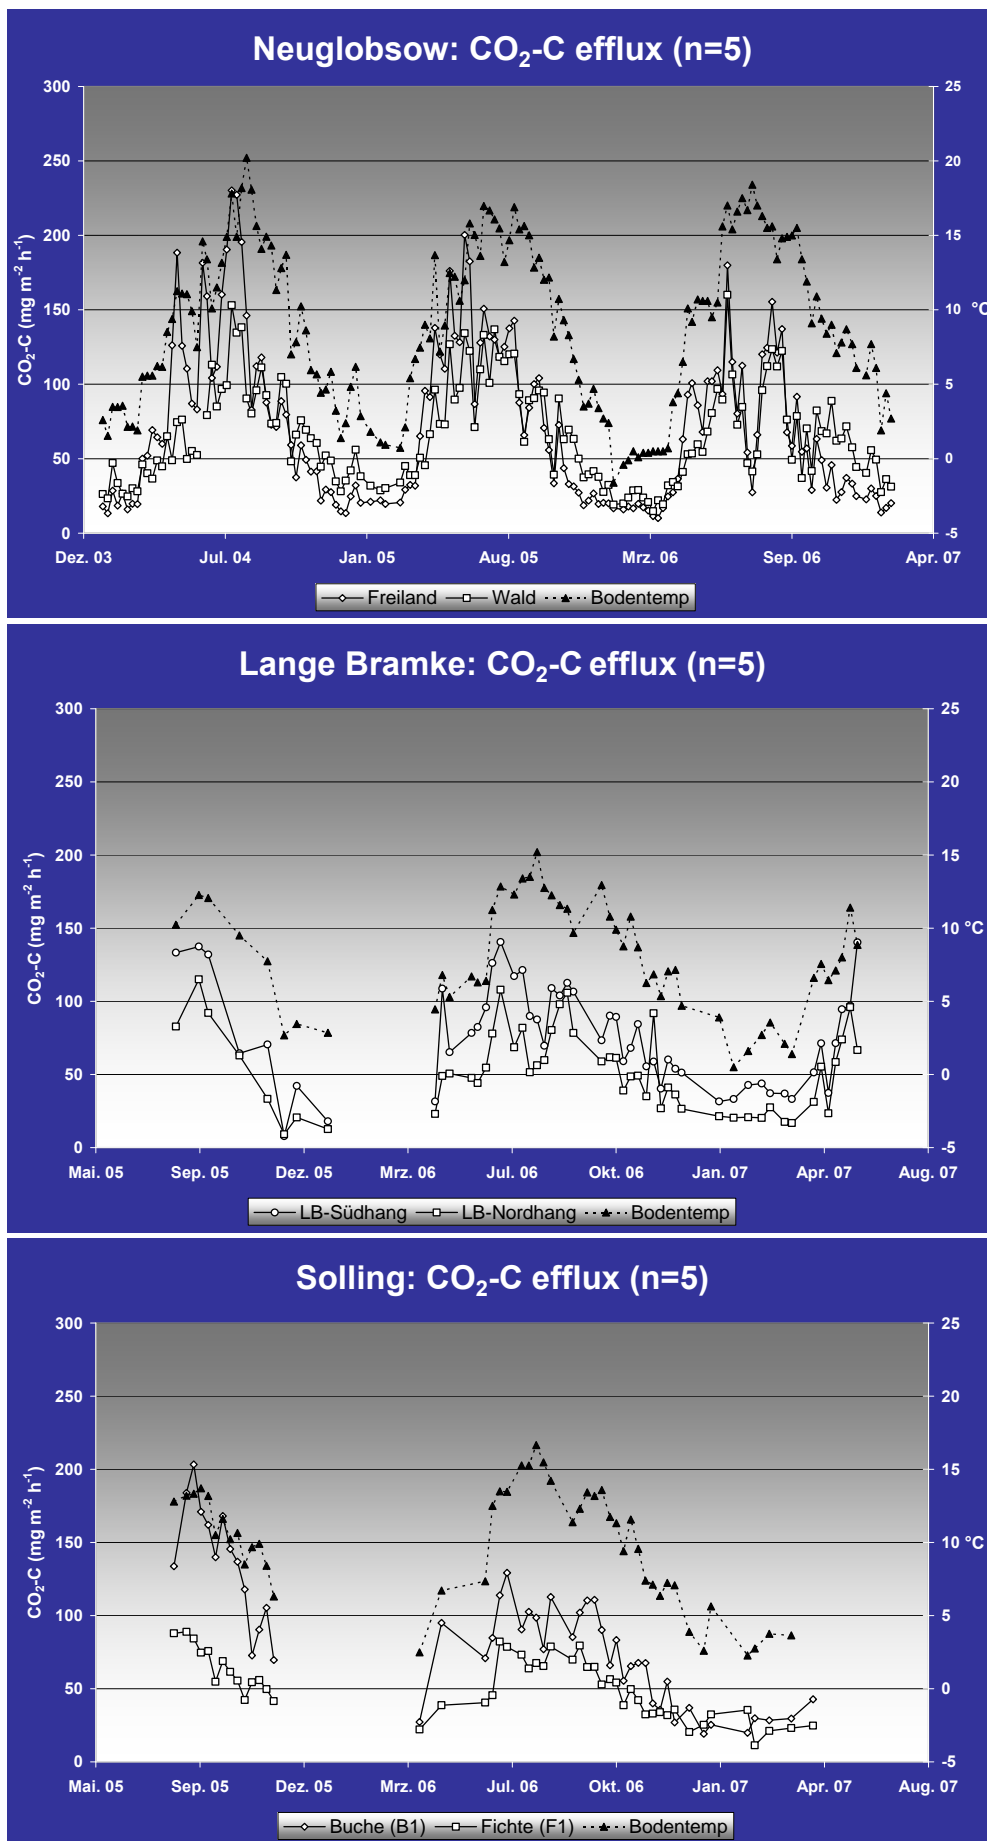 Neuglobsow: CO₂-C efflux (n=5)
300
250
200
150
100
50
0
CO₂-C (mg m⁻² h⁻¹)
25
20
15
10
5
0
-5
°C
Dez. 03 Jul. 04 Jan. 05 Aug. 05 Mrz. 06 Sep. 06 Apr. 07
Freiland Wald Bodentemp
Lange Bramke: CO₂-C efflux (n=5)
300
250
200
150
100
50
0
CO₂-C (mg m⁻² h⁻¹)
25
20
15
10 °C
5
0
-5
Mai. 05 Sep. 05 Dez. 05 Mrz. 06 Jul. 06 Okt. 06 Jan. 07 Apr. 07 Aug. 07
LB-Südhang LB-Nordhang Bodentemp
Solling: CO₂-C efflux (n=5)
300
250
200
150
100
50
0
CO₂-C (mg m⁻² h⁻¹)
25
20
15
10 °C
5
0
-5
Mai. 05 Sep. 05 Dez. 05 Mrz. 06 Jul. 06 Okt. 06 Jan. 07 Apr. 07 Aug. 07
Buche (B1) Fichte (F1) Bodentemp